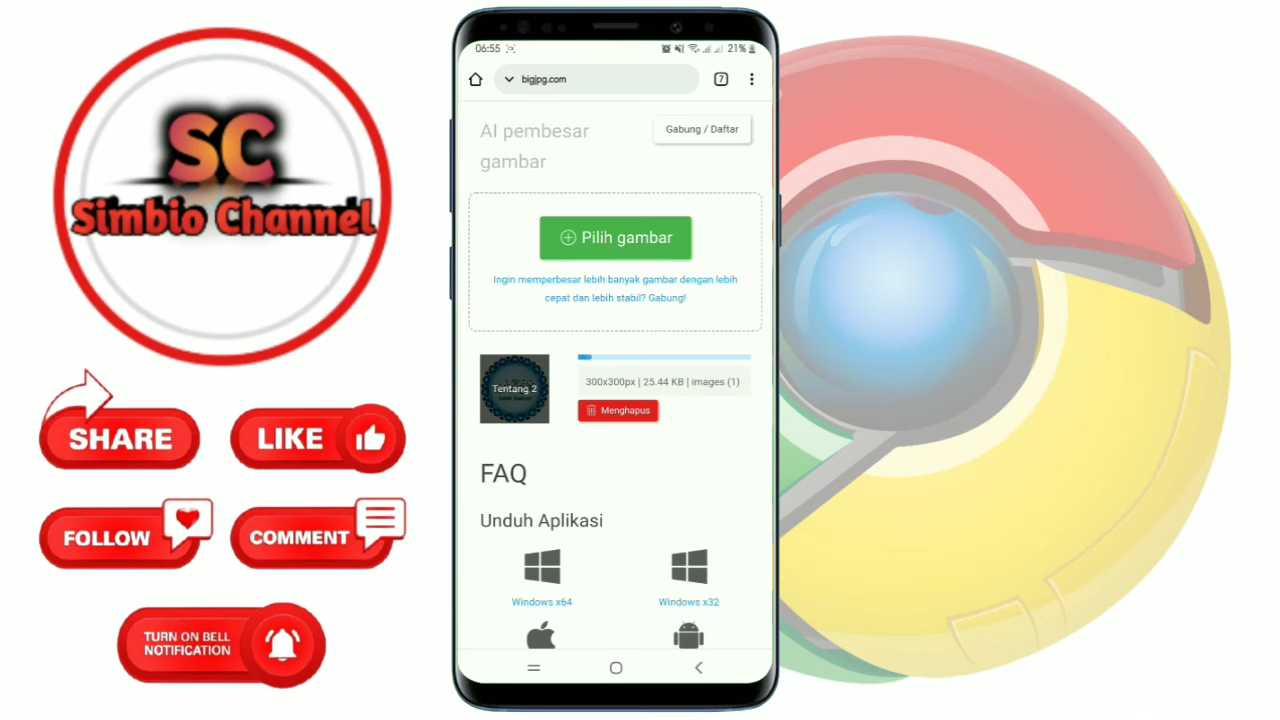 SC
Simbio Channel
SHARE
LIKE
FOLLOW
COMMENT
TURN ON BELL
NOTIFICATION
06:55
21%
bigjpg.com
7
AI pembesar
gambar
Gabung / Daftar
Pilih gambar
Ingin memperbesar lebih banyak gambar dengan lebih
cepat dan lebih stabil? Gabung!
Tentang 2
300x300px | 25.44 KB | images (1)
Menghapus
FAQ
Unduh Aplikasi
Windows x64
Windows x32